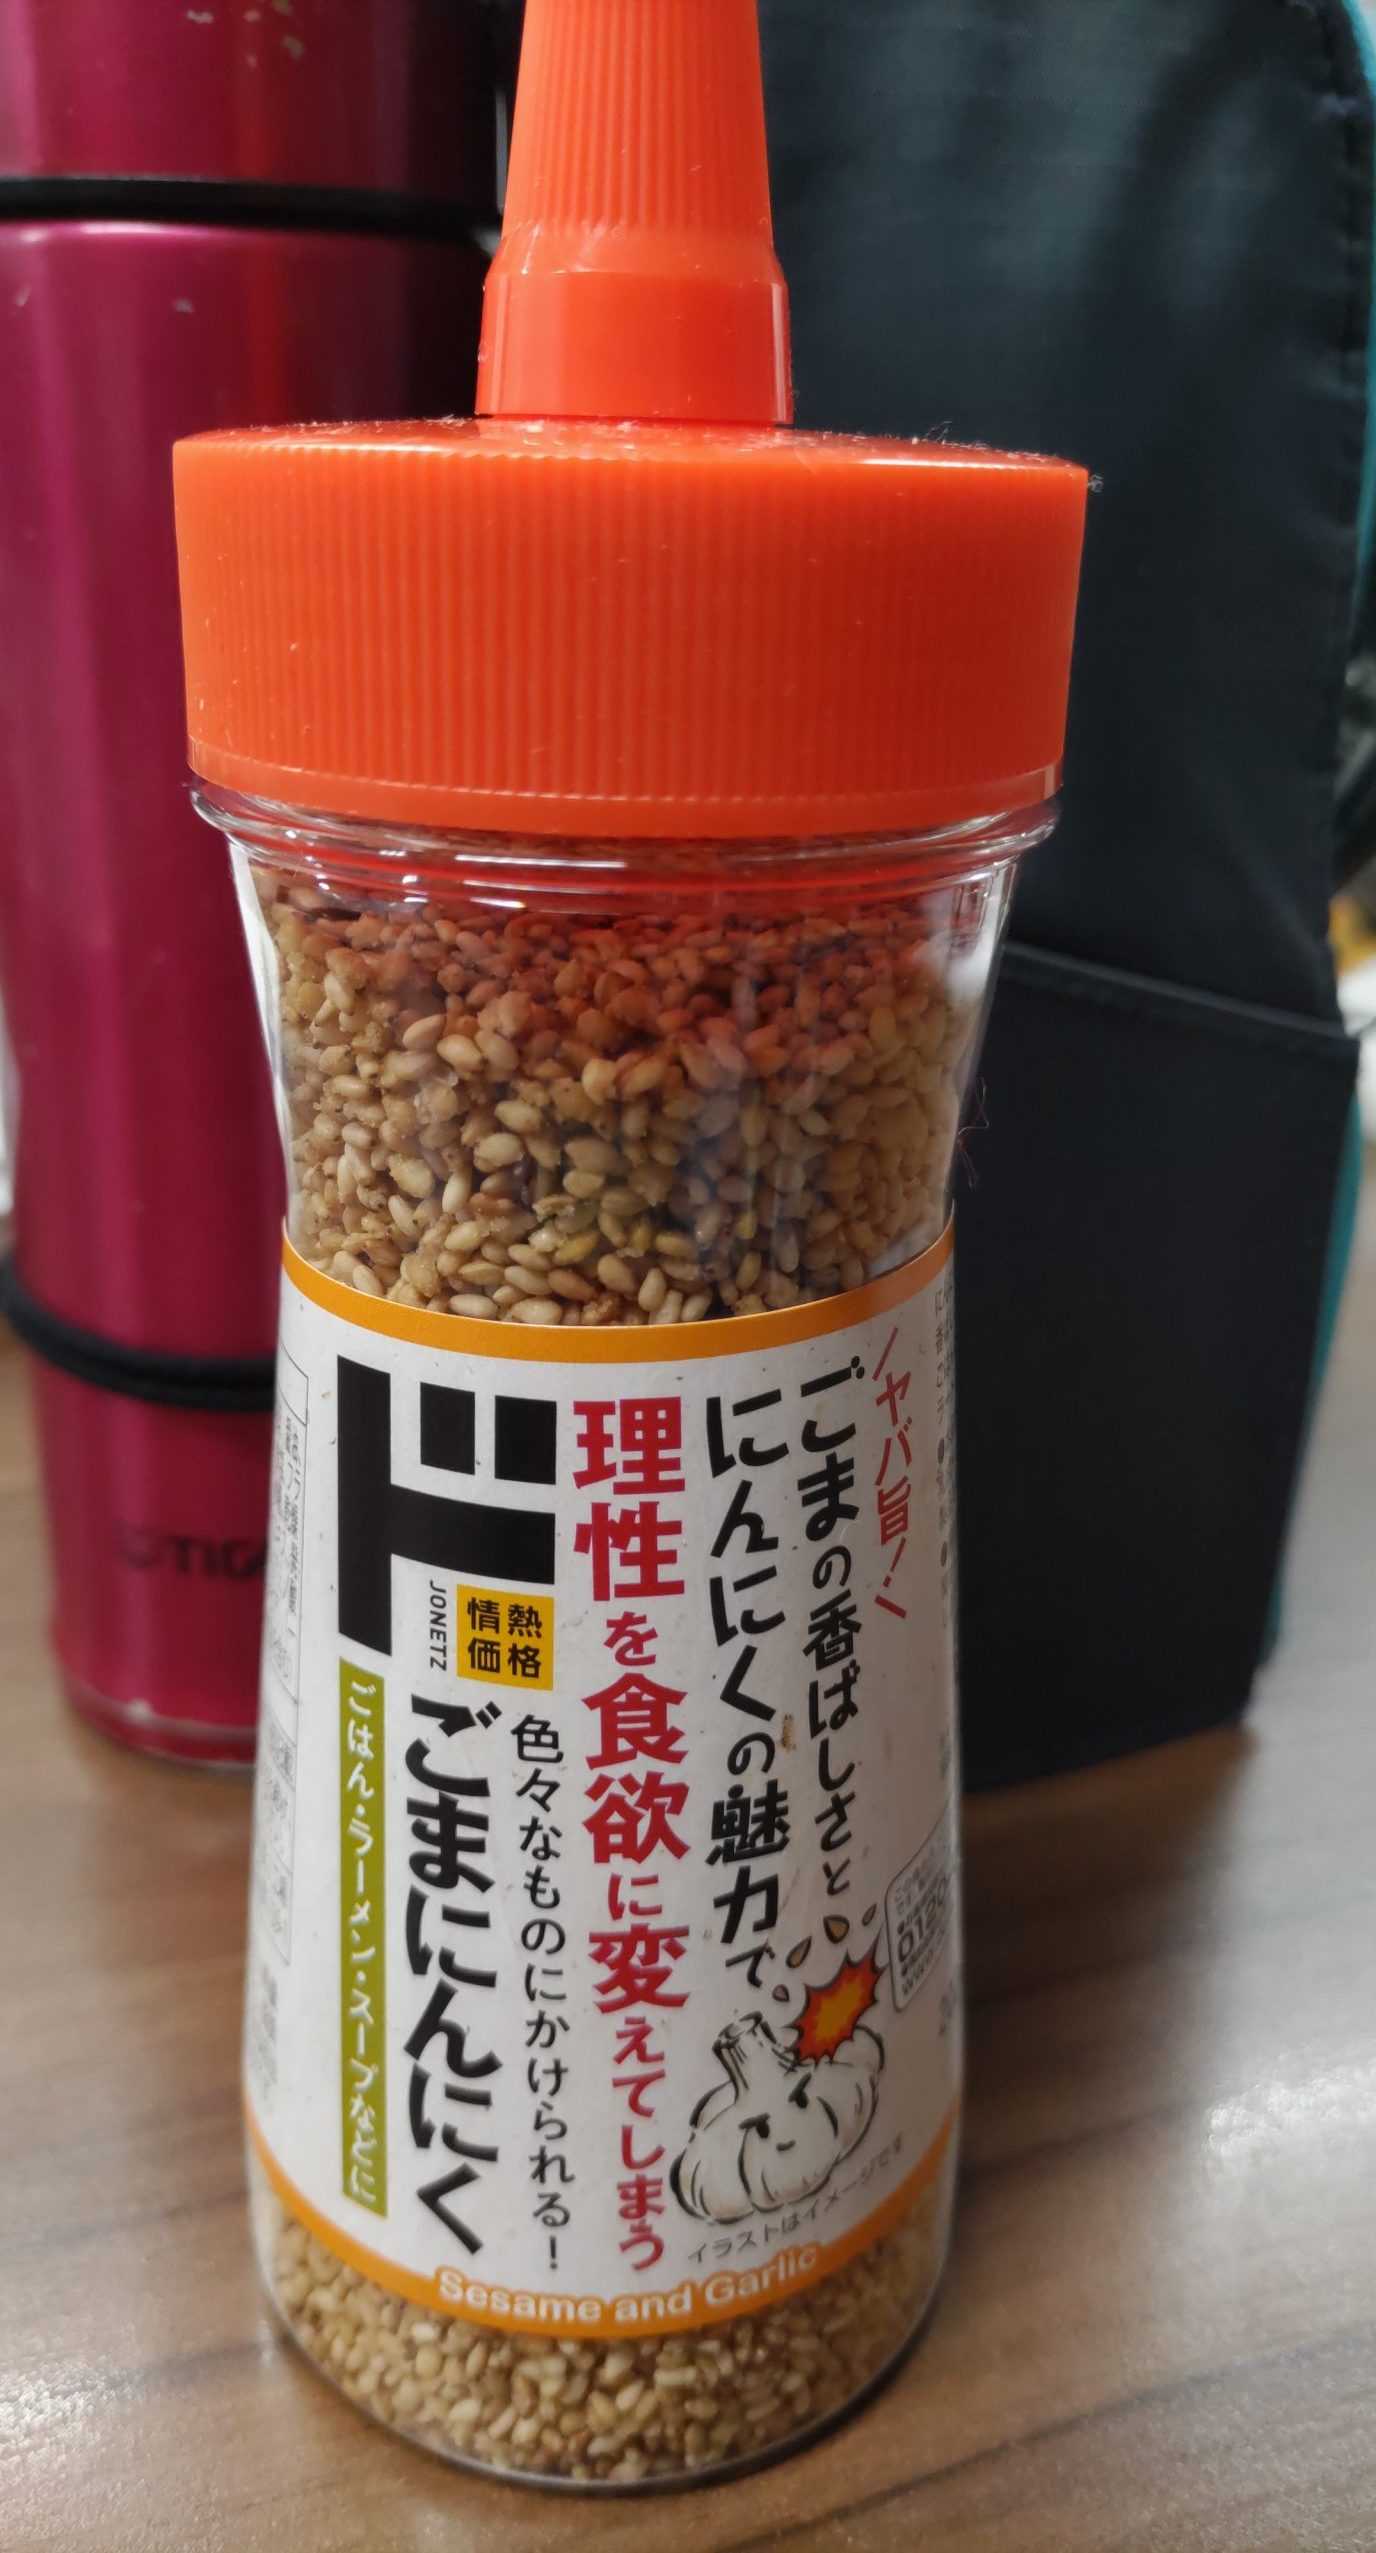 ヤバ旨!
ごまの香ばしさと
にんにくの魅力で
理性を食欲に変えてしまう
ド
JONETZ
情熱
価格
色々なものにかけられる!
ごまにんにく
ごはん・ラーメン・スープなどに
イラストはイメージです
Sesame and Garlic
0120